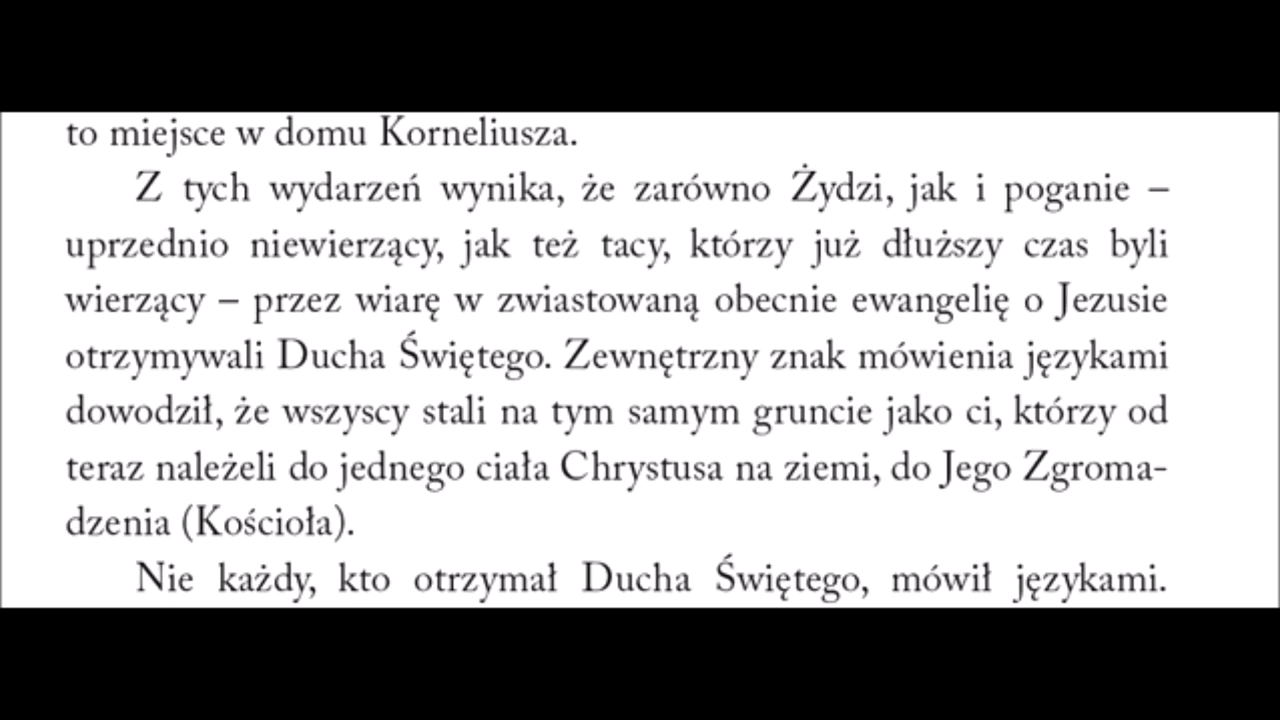 to miejsce w domu Korneliusza.
Z tych wydarzeń wynika, że zarówno Żydzi, jak i poganie –
uprzednio niewierzący, jak też tacy, którzy już dłuższy czas byli
wierzący – przez wiarę w zwiastowaną obecnie ewangelię o Jezusie
otrzymywali Ducha Świętego. Zewnętrzny znak mówienia językami
dowodził, że wszyscy stali na tym samym gruncie jako ci, którzy od
teraz należeli do jednego ciała Chrystusa na ziemi, do Jego Zgroma-
dzenia (Kościoła).
Nie każdy, kto otrzymał Ducha Świętego, mówił językami.